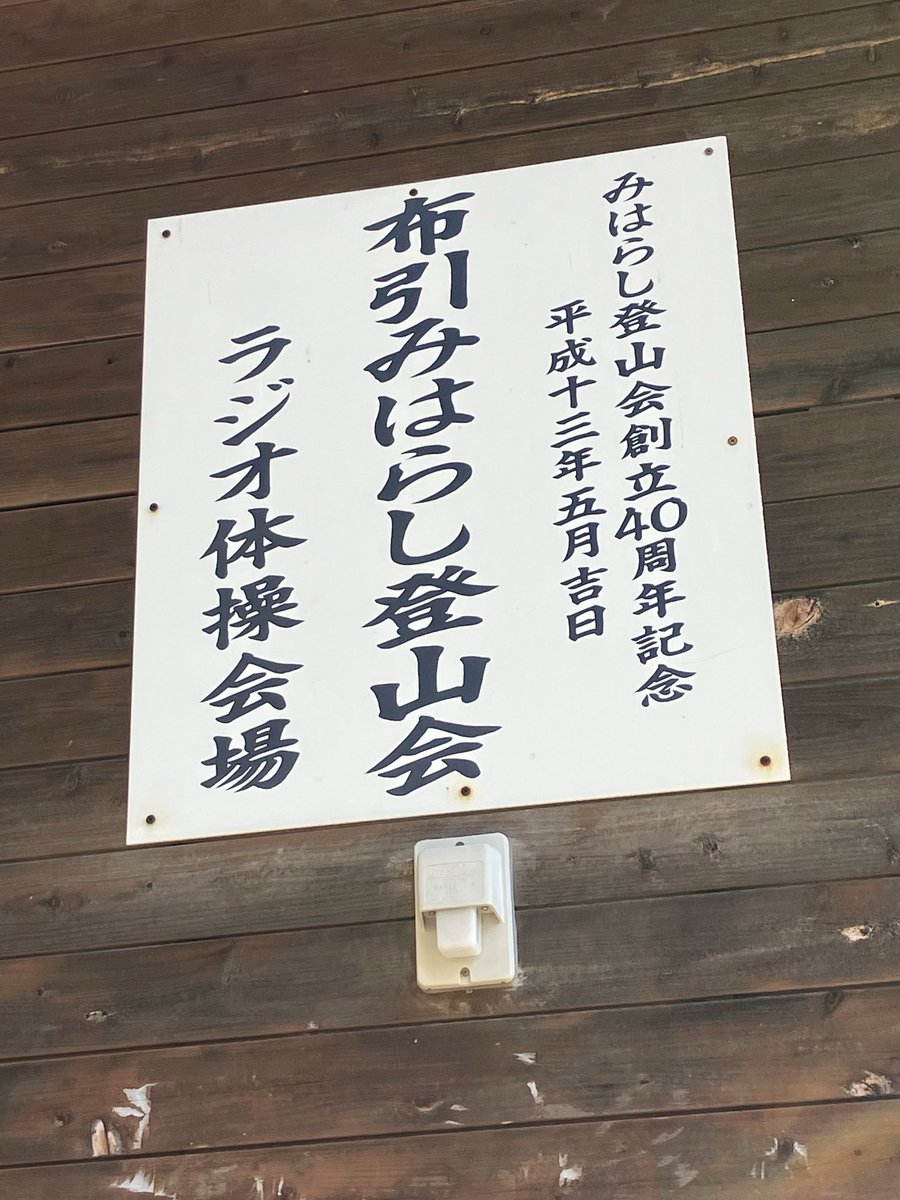 みはらし登山会創立40周年記念
平成十三年五月吉日
布引みはらし登山会
ラジオ体操会場